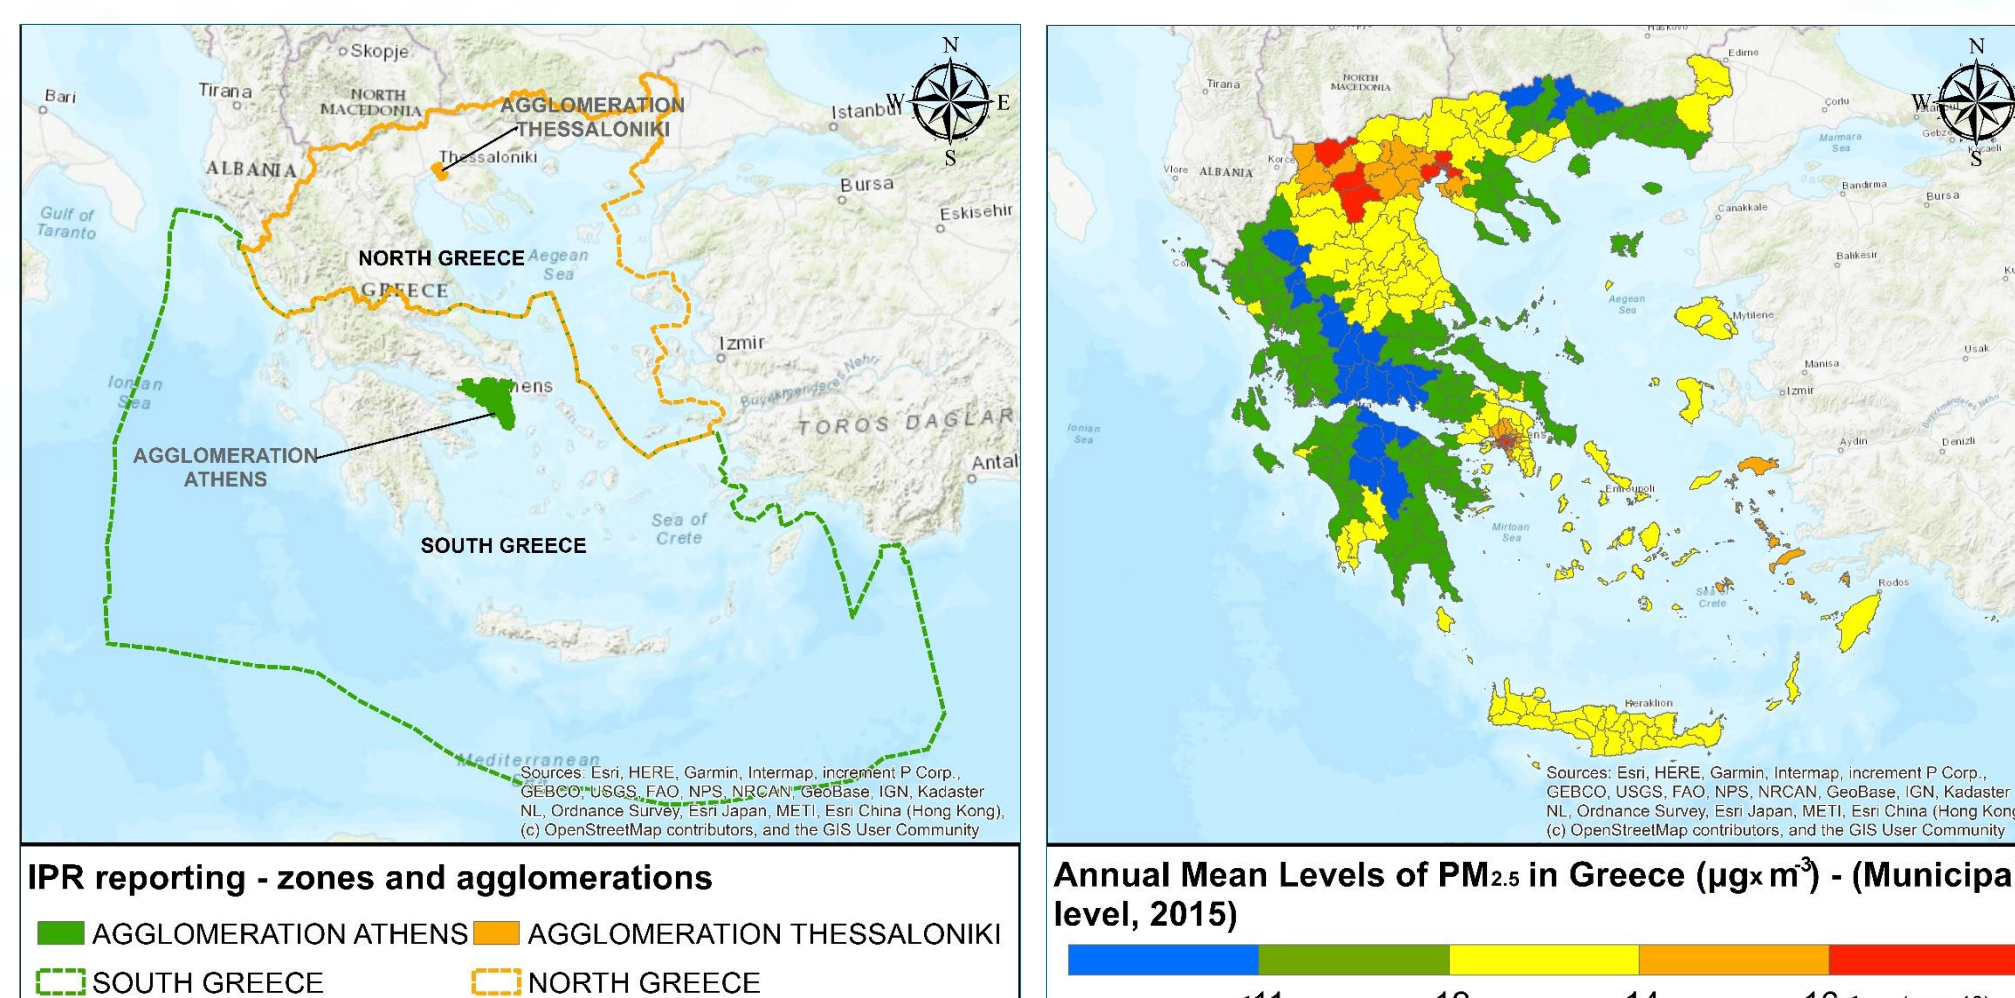 Skopje
N
Tirana
Bari
NORTH
MACEDONIA
AGGLOMERATION
THESSALONIKI
Istanbul
W
E
S
Thessaloniki
ALBANIA
Bursa
Gulf of
Taranto
Eskisehir
NORTH GREECE
Aegean
Sea
GREECE
Izmir
Ionian
Sea
ens
TOROS DAGLAR
AGGLOMERATION
ATHENS
Antal
Sea of
Crete
SOUTH GREECE
Mediterranean
Sources: Esri, HERE, Garmin, Intermap, increment P Corp.,
GEBCO, USGS, FAO, NPS, NRCAN, GeoBase, IGN, Kadaster
NL, Ordnance Survey, Esri Japan, METI, Esri China (Hong Kong),
(c) OpenStreetMap contributors, and the GIS User Community
IPR reporting - zones and agglomerations
AGGLOMERATION ATHENS
AGGLOMERATION THESSALONIKI
SOUTH GREECE
NORTH GREECE
Edirne
N
Tirana
NORTH
MACEDONIA
Corlu
W
Marmara
Sea
S
Korce
Vlore
ALBANIA
Bandirma
Bursa
Canakkale
Balikesir
Aegean
Sea
Mytilene
Usak
Manisa
Izmir
Ionian
Sea
Aydin
Denizli
Ermoupoli
Mirtoan
Sea
Rodos
Sea of
Crete
Heraklion
Sources: Esri, HERE, Garmin, Intermap, increment P Corp.,
GEBCO, USGS, FAO, NPS, NRCAN, GeoBase, IGN, Kadaster
NL, Ordnance Survey, Esri Japan, METI, Esri China (Hong Kong
(c) OpenStreetMap contributors, and the GIS User Community
Annual Mean Levels of PM2.5 in Greece (µgx m-3) - (Municipa
level, 2015)